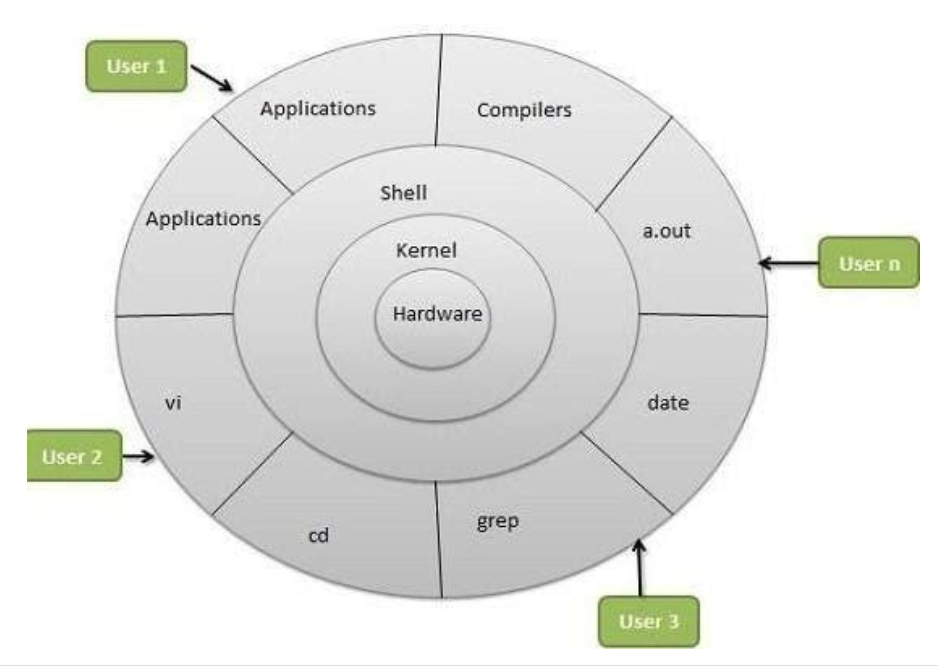 User 1
Applications
Compilers
Shell
Applications
a.out
Kernel
User n
Hardware
vi
date
User 2
grep
cd
User 3